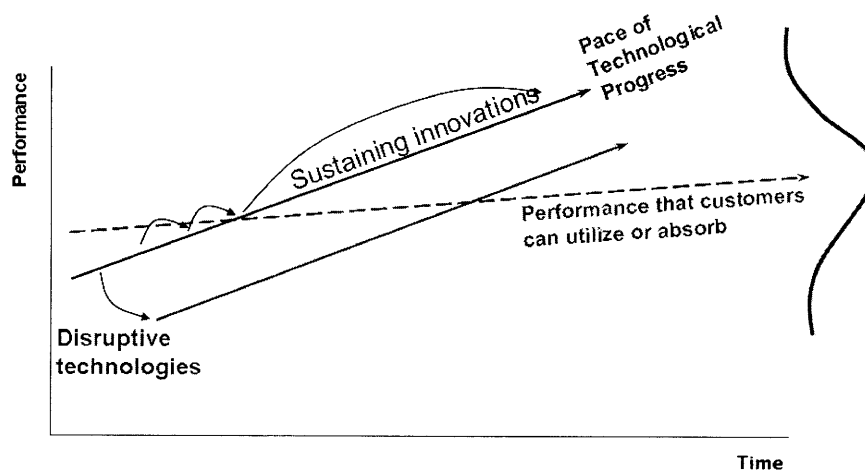 Performance
Pace of
Technological
Progress
Sustaining innovations
Performance that customers
can utilize or absorb
Disruptive
technologies
Time